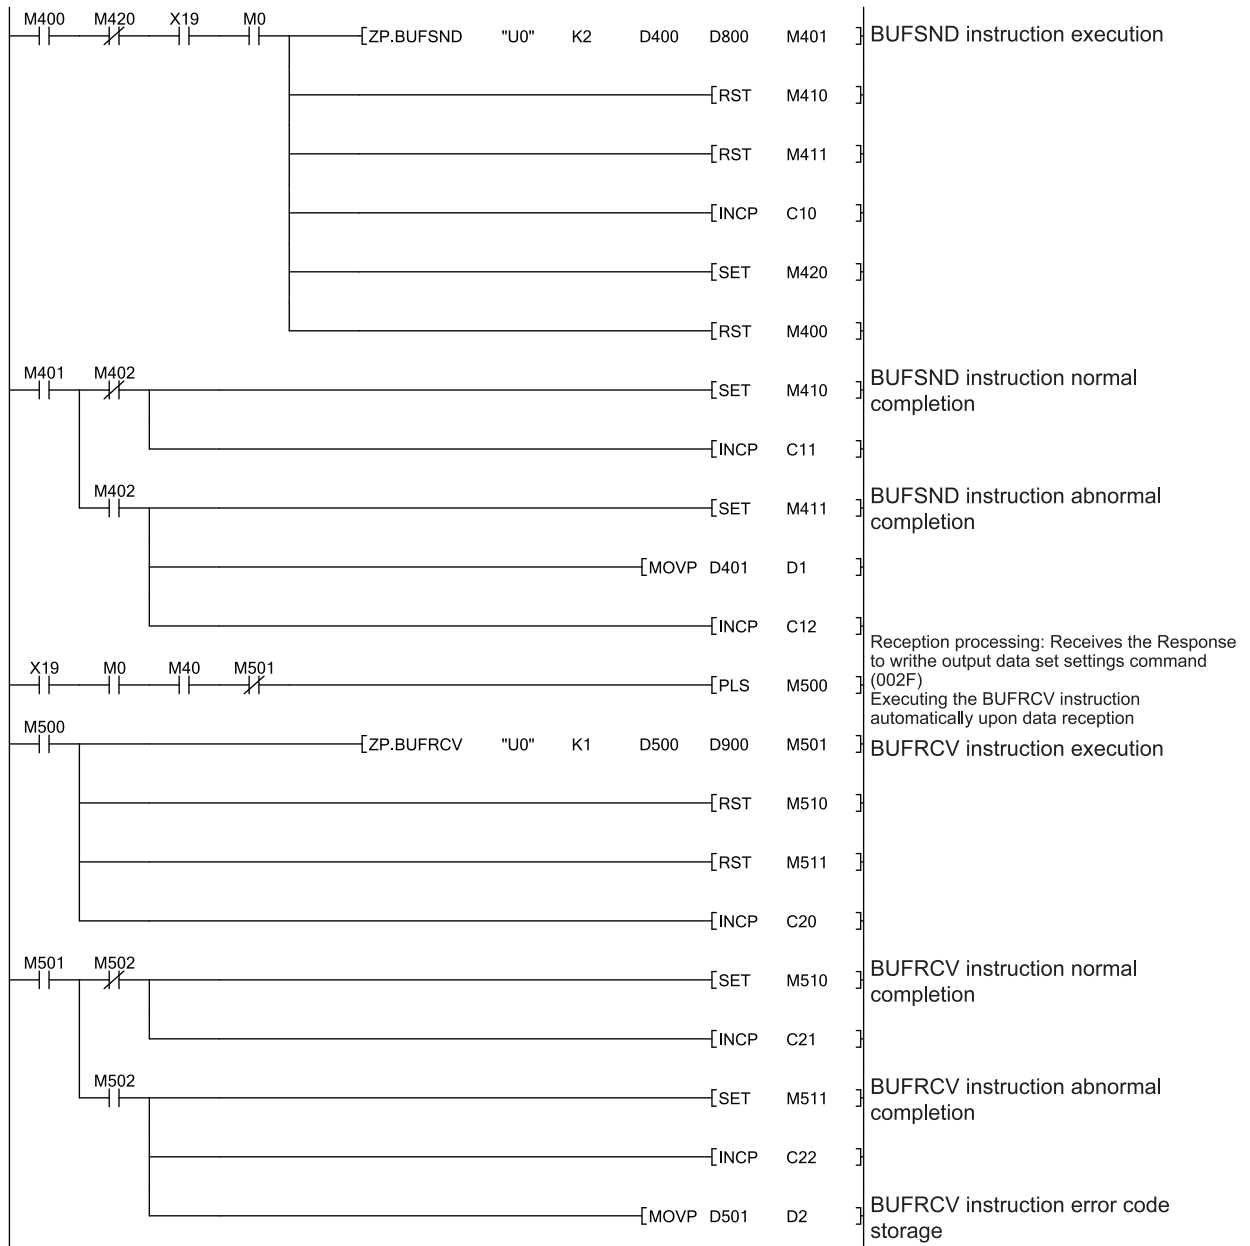 M400 M420 X19 M0
[ZP.BUFSND "U0" K2 D400 D800 M401] BUFSND instruction execution
[RST M410]
[RST M411]
[INCP C10]
[SET M420]
[RST M400]
M401 M402
[SET M410] BUFSND instruction normal
completion
[INCP C11]
M402
[SET M411] BUFSND instruction abnormal
completion
[MOVP D401 D1]
[INCP C12]
Reception processing: Receives the Response
to writhe output data set settings command
(002F)
X19 M0 M40 M501
[PLS M500]
Executing the BUFRCV instruction
automatically upon data reception
M500
[ZP.BUFRCV "U0" K1 D500 D900 M501] BUFRCV instruction execution
[RST M510]
[RST M511]
[INCP C20]
M501 M502
[SET M510] BUFRCV instruction normal
completion
[INCP C21]
M502
[SET M511] BUFRCV instruction abnormal
completion
[INCP C22]
[MOVP D501 D2] BUFRCV instruction error code
storage